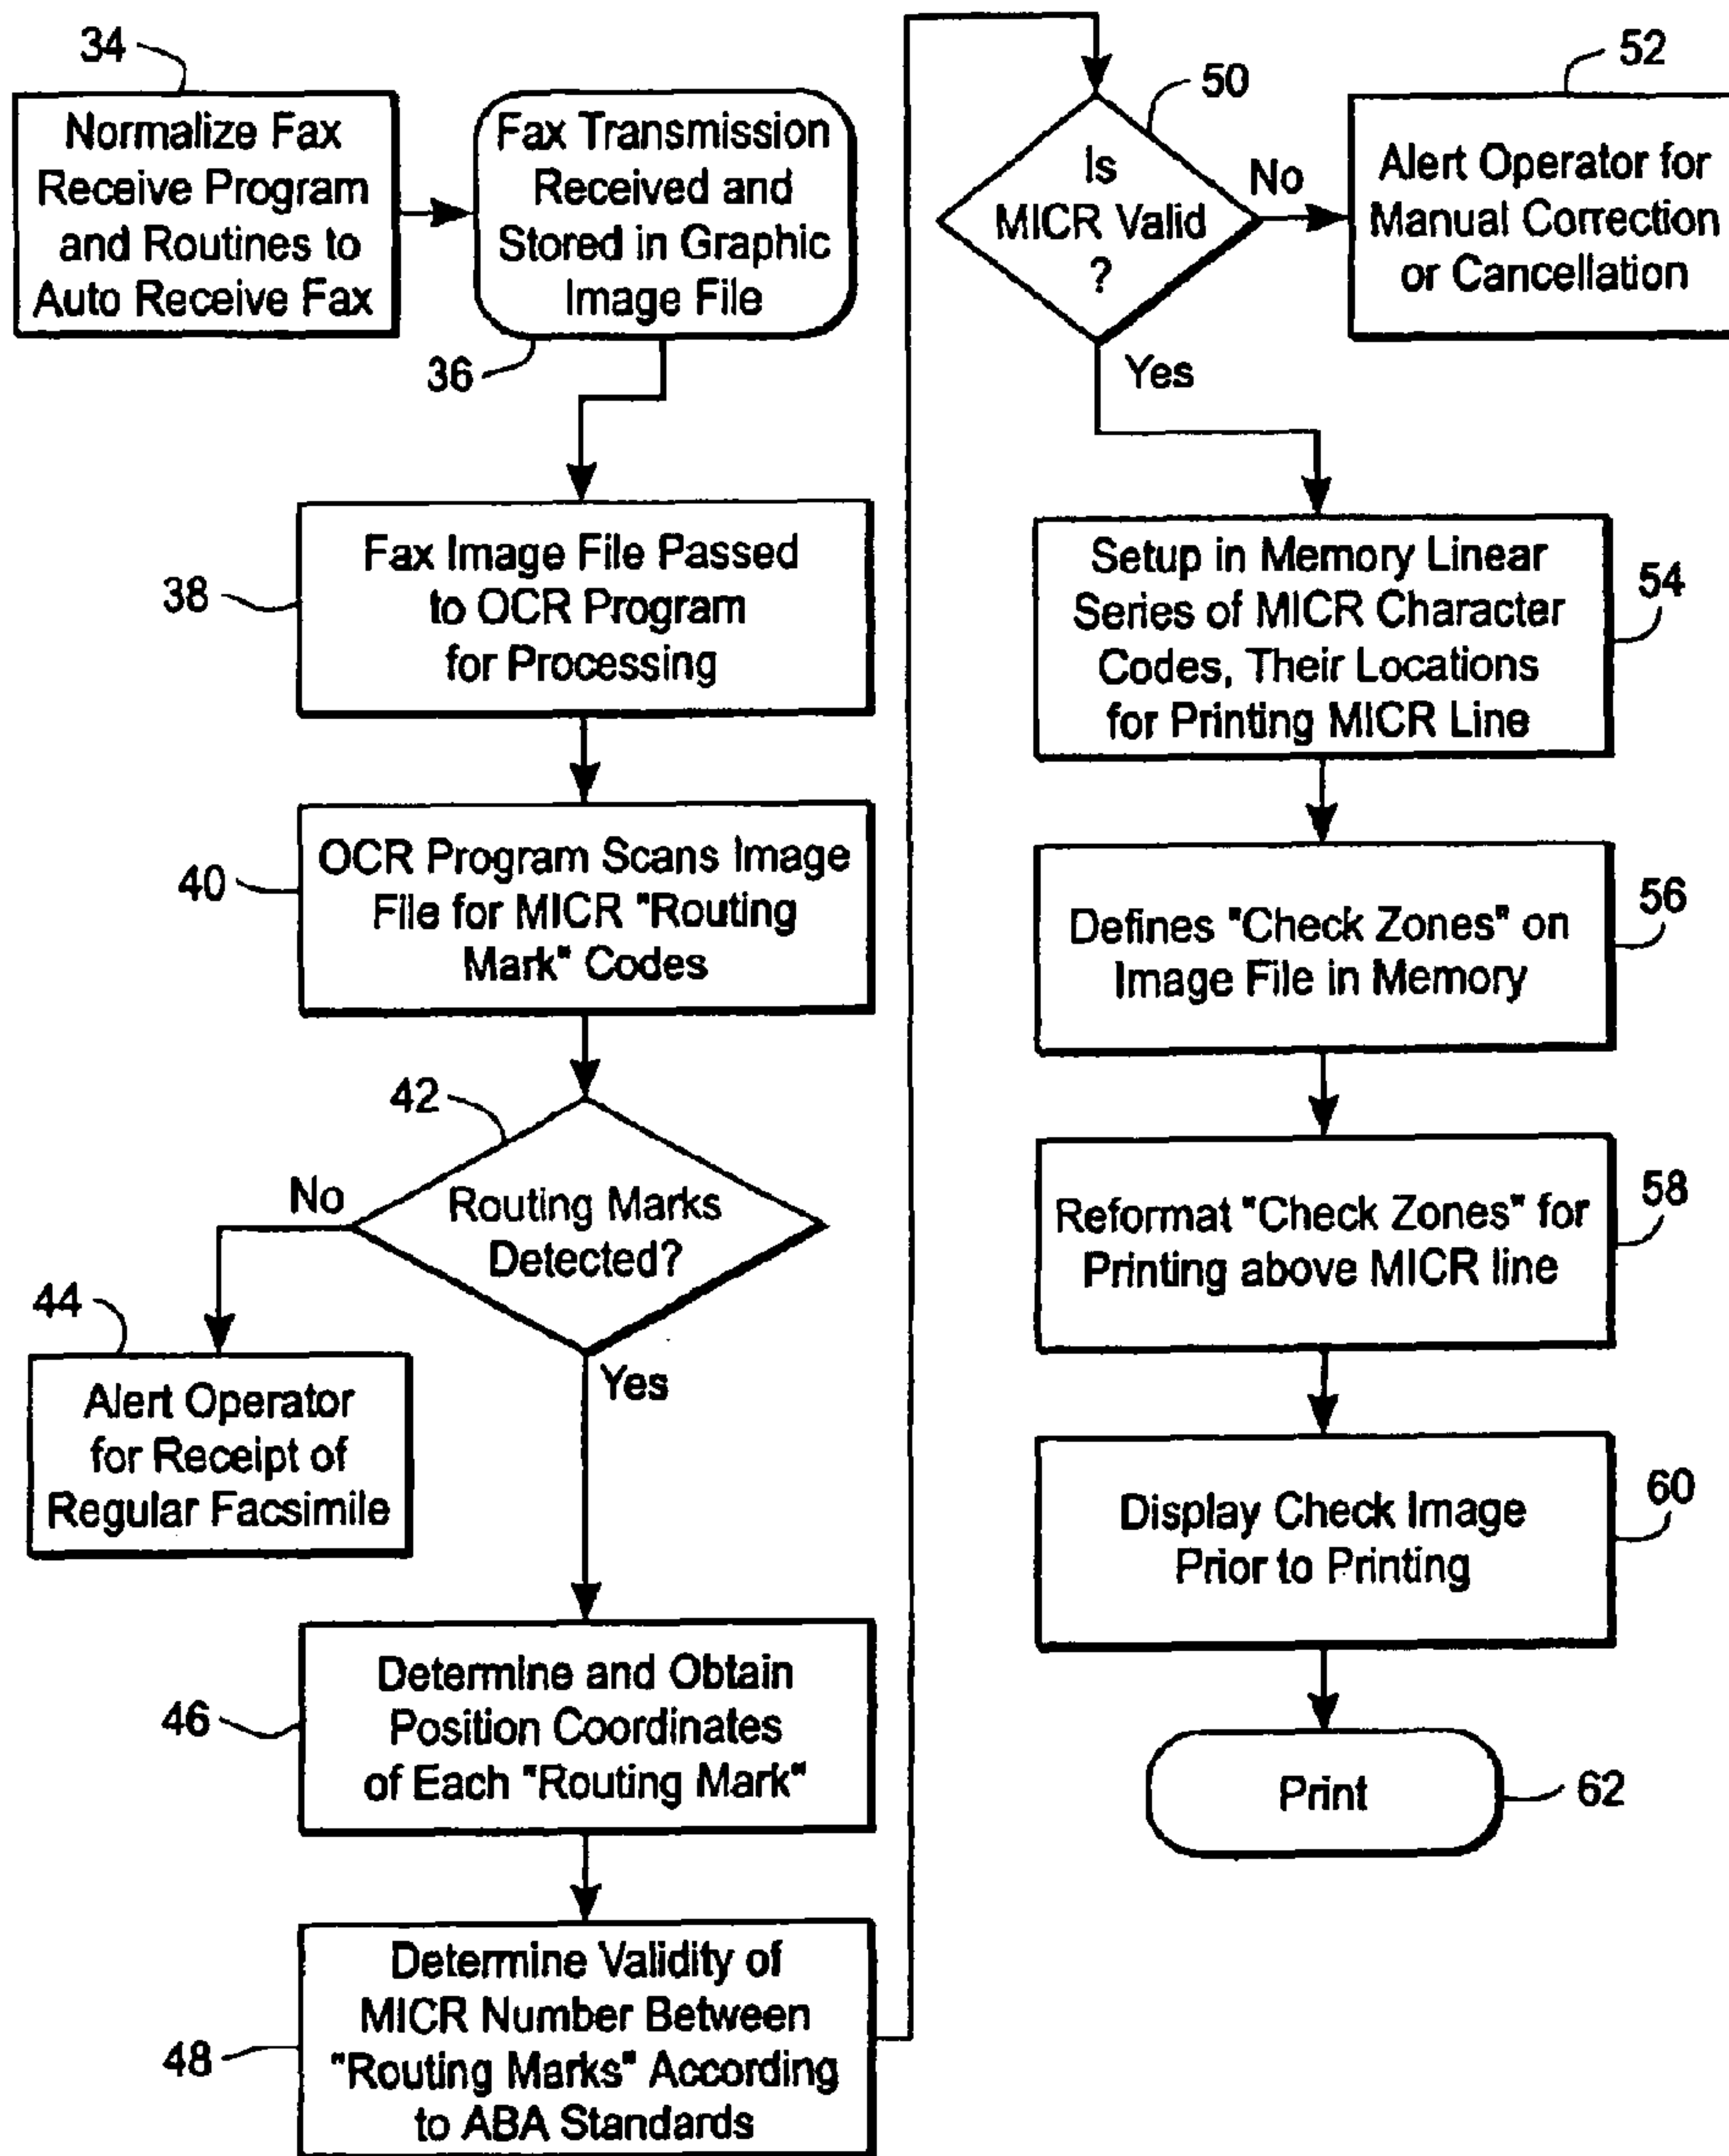 34
Normalize Fax
Receive Program
and Routines to
Auto Receive Fax
Fax Transmission
Received and
Stored in Graphic
Image File
36
38
Fax Image File Passed
to OCR Program
for Processing
40
OCR Program Scans Image
File for MICR "Routing
Mark" Codes
42
Routing Marks
Detected?
No
Yes
44
Alert Operator
for Receipt of
Regular Facsimile
46
Determine and Obtain
Position Coordinates
of Each "Routing Mark"
48
Determine Validity of
MICR Number Between
"Routing Marks" According
to ABA Standards
50
Is
MICR Valid
?
No
Yes
52
Alert Operator for
Manual Correction
or Cancellation
Setup in Memory Linear
Series of MICR Character
Codes, Their Locations
for Printing MICR Line
54
Defines "Check Zones" on
Image File in Memory
56
Reformat "Check Zones" for
Printing above MICR line
58
Display Check Image
Prior to Printing
60
Print
62